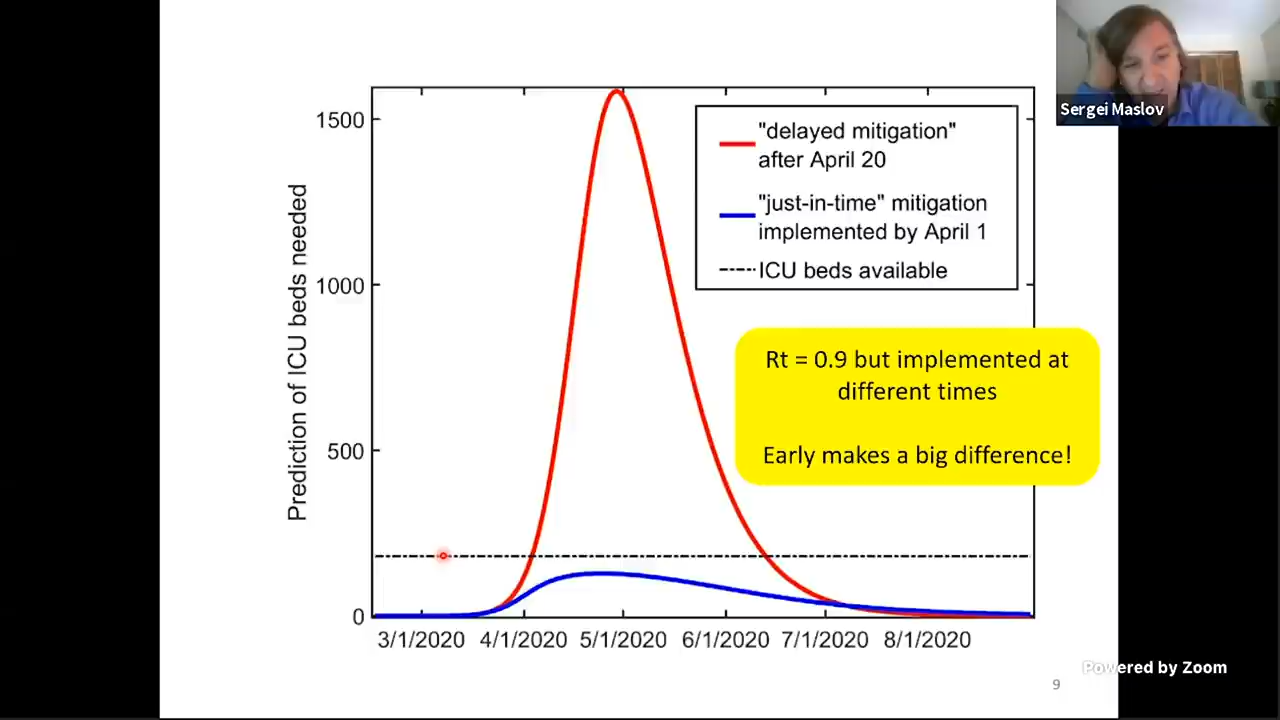 Sergei Maslov
Prediction of ICU beds needed
1500
1000
500
0
"delayed mitigation"
after April 20
"just-in-time" mitigation
implemented by April 1
ICU beds available
Rt = 0.9 but implemented at
different times
Early makes a big difference!
3/1/2020 4/1/2020 5/1/2020 6/1/2020 7/1/2020 8/1/2020
Powered by Zoom
9